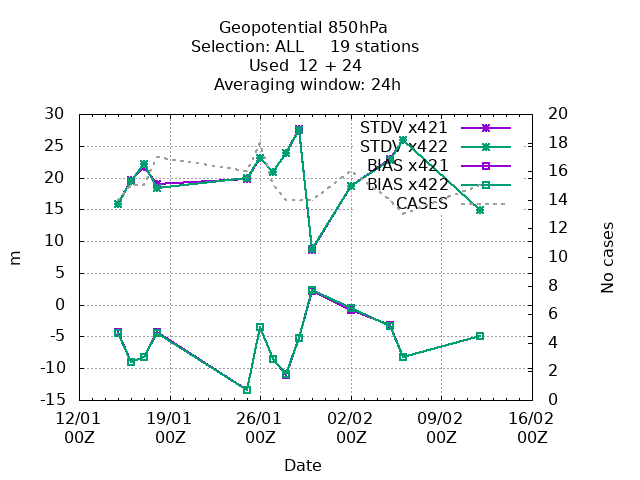 Geopotential 850hPa
Selection: ALL 19 stations
Used 12 + 24
Averaging window: 24h
30
25
20
15
10
5
0
-5
-10
-15
m
20
18
16
14
12
10
8
6
4
2
0
No cases
STDV x421
STDV x422
BIAS x421
BIAS x422
CASES
12/01 19/01 26/01 02/02 09/02 16/02
00Z 00Z 00Z 00Z 00Z 00Z
Date